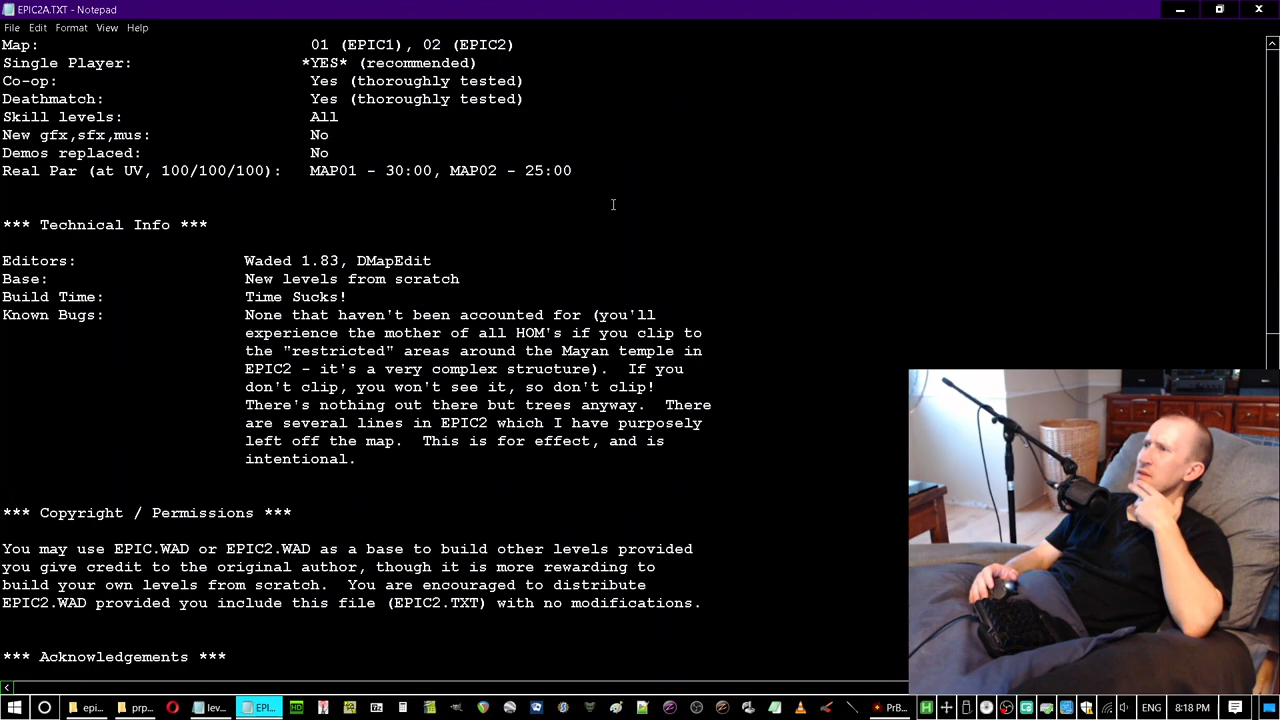 EPIC2A.TXT - Notepad
File Edit Format View Help
Map: 01 (EPIC1), 02 (EPIC2)
Single Player: *YES* (recommended)
Co-op: Yes (thoroughly tested)
Deathmatch: Yes (thoroughly tested)
Skill levels: All
New gfx,sfx,mus: No
Demos replaced: No
Real Par (at UV, 100/100/100): MAP01 - 30:00, MAP02 - 25:00
*** Technical Info ***
Editors: Waded 1.83, DMapEdit
Base: New levels from scratch
Build Time: Time Sucks!
Known Bugs: None that haven't been accounted for (you'll
experience the mother of all HOM's if you clip to
the "restricted" areas around the Mayan temple in
EPIC2 - it's a very complex structure). If you
don't clip, you won't see it, so don't clip!
There's nothing out there but trees anyway. There
are several lines in EPIC2 which I have purposely
left off the map. This is for effect, and is
intentional.
*** Copyright / Permissions ***
You may use EPIC.WAD or EPIC2.WAD as a base to build other levels provided
you give credit to the original author, though it is more rewarding to
build your own levels from scratch. You are encouraged to distribute
EPIC2.WAD provided you include this file (EPIC2.TXT) with no modifications.
*** Acknowledgements ***
epi... prp... lev... EPI... HD PrB... ENG 8:18 PM